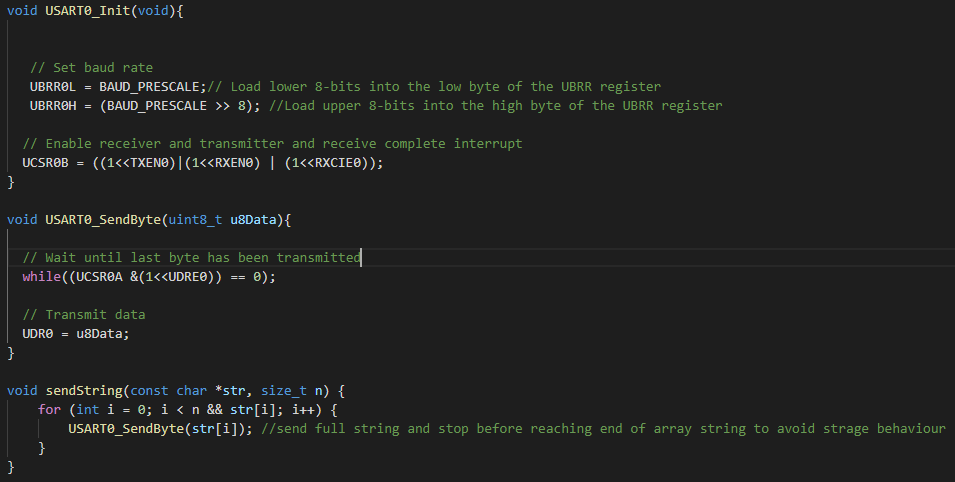 void USART0_Init(void){
// Set baud rate
UBRR0L = BAUD_PRESCALE;// Load lower 8-bits into the low byte of the UBRR register
UBRR0H = (BAUD_PRESCALE >> 8); //Load upper 8-bits into the high byte of the UBRR register
// Enable receiver and transmitter and receive complete interrupt
UCSR0B = ((1<<TXEN0)|(1<<RXEN0) | (1<<RXCIE0));
}
void USART0_SendByte(uint8_t u8Data){
// Wait until last byte has been transmitted
while((UCSR0A &(1<<UDRE0)) == 0);
// Transmit data
UDR0 = u8Data;
}
void sendString(const char *str, size_t n) {
for (int i = 0; i < n && str[i]; i++) {
USART0_SendByte(str[i]); //send full string and stop before reaching end of array string to avoid strage behaviour
}
}